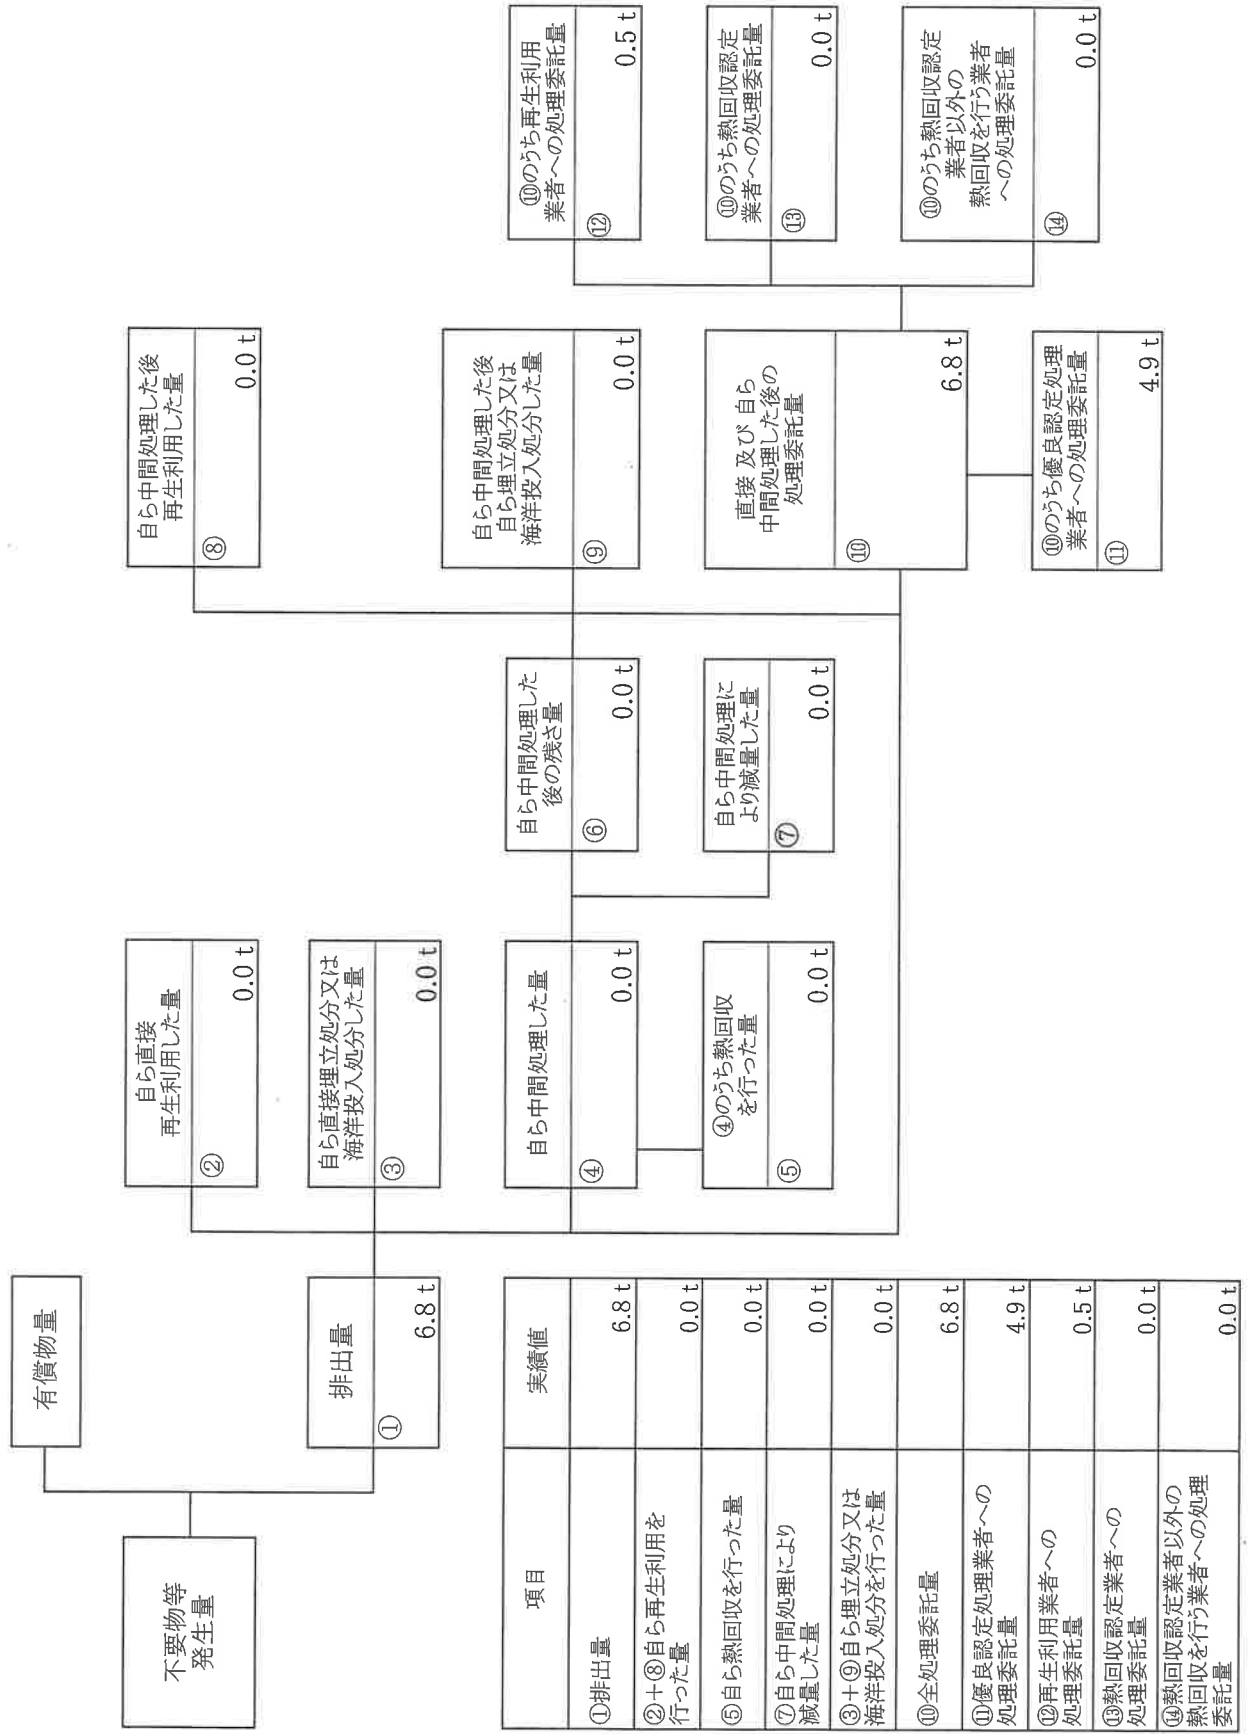 不要物等
発生量
有償物量
排出量
①
6.8 t
自ら直接
再生利用した量
②
0.0 t
自ら直接埋立処分又は
海洋投入処分した量
③
0.0 t
自ら中間処理した量
④
0.0 t
④のうち熱回収
を行った量
⑤
0.0 t
自ら中間処理した
後の残さ量
⑥
0.0 t
自ら中間処理に
より減量した量
⑦
0.0 t
自ら中間処理した後
再生利用した量
⑧
0.0 t
自ら中間処理した後
自ら埋立処分又は
海洋投入処分した量
⑨
0.0 t
直接 及び 自ら
中間処理した後の
処理委託量
⑩
6.8 t
⑩のうち優良認定処理
業者への処理委託量
⑪
4.9 t
⑩のうち再生利用
業者への処理委託量
⑫
0.5 t
⑩のうち熱回収認定
業者への処理委託量
⑬
0.0 t
⑩のうち熱回収認定
業者以外の
熱回収を行う業者
への処理委託量
⑭
0.0 t
項目
実績値
①排出量
6.8 t
②＋⑧自ら再生利用を
行った量
0.0 t
⑤自ら熱回収を行った量
0.0 t
⑦自ら中間処理により
減量した量
0.0 t
③＋⑨自ら埋立処分又は
海洋投入処分を行った量
0.0 t
⑩全処理委託量
6.8 t
⑪優良認定処理業者への
処理委託量
4.9 t
⑫再生利用業者への
処理委託量
0.5 t
⑬熱回収認定業者への
処理委託量
0.0 t
⑭熱回収認定業者以外の
熱回収を行う業者への処理
委託量
0.0 t